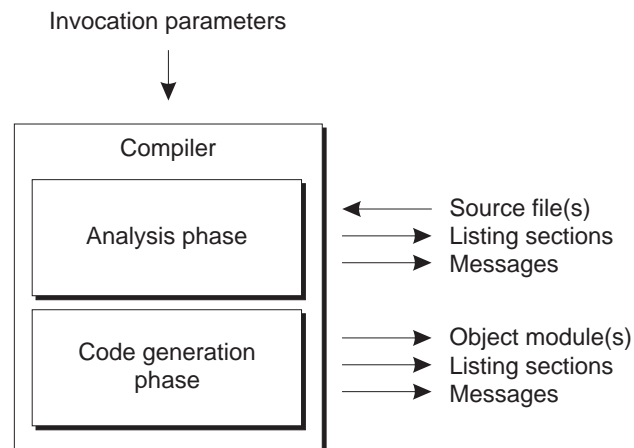 Invocation parameters
Compiler
Analysis phase
Source file(s)
Listing sections
Messages
Code generation
phase
Object module(s)
Listing sections
Messages